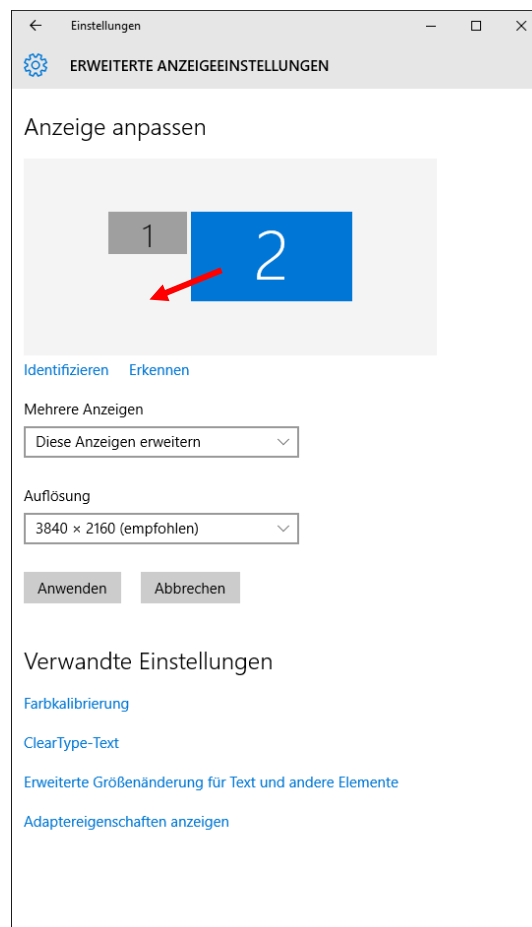 Einstellungen
ERWEITERTE ANZEIGEEINSTELLUNGEN
Anzeige anpassen
1
2
Identifizieren Erkennen
Mehrere Anzeigen
Diese Anzeigen erweitern
Auflösung
3840 × 2160 (empfohlen)
Anwenden Abbrechen
Verwandte Einstellungen
Farbkalibrierung
ClearType-Text
Erweiterte Größenänderung für Text und andere Elemente
Adaptereigenschaften anzeigen